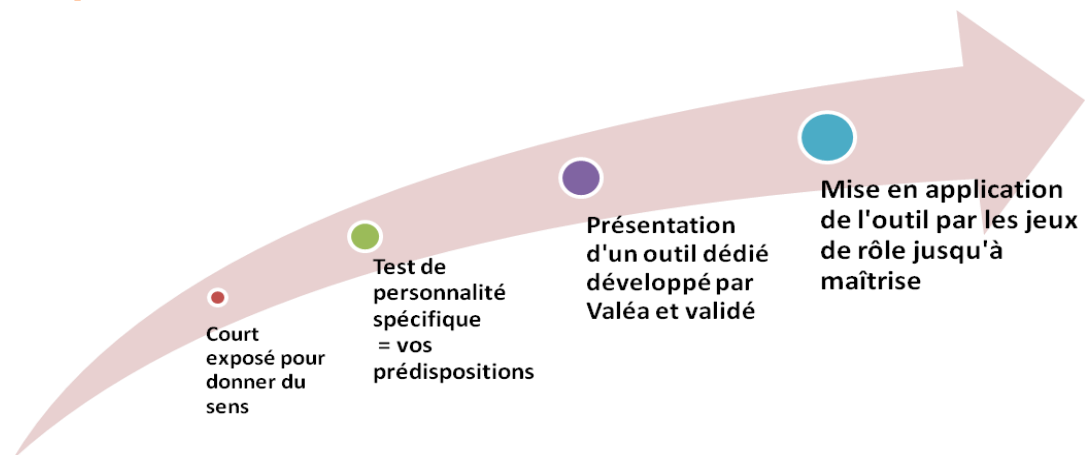 Court
exposé pour
donner du
sens
Test de
personnalité
spécifique
= vos
prédispositions
Présentation
d'un outil dédié
développé par
Valéa et validé
Mise en application
de l'outil par les jeux
de rôle jusqu'à
maîtrise